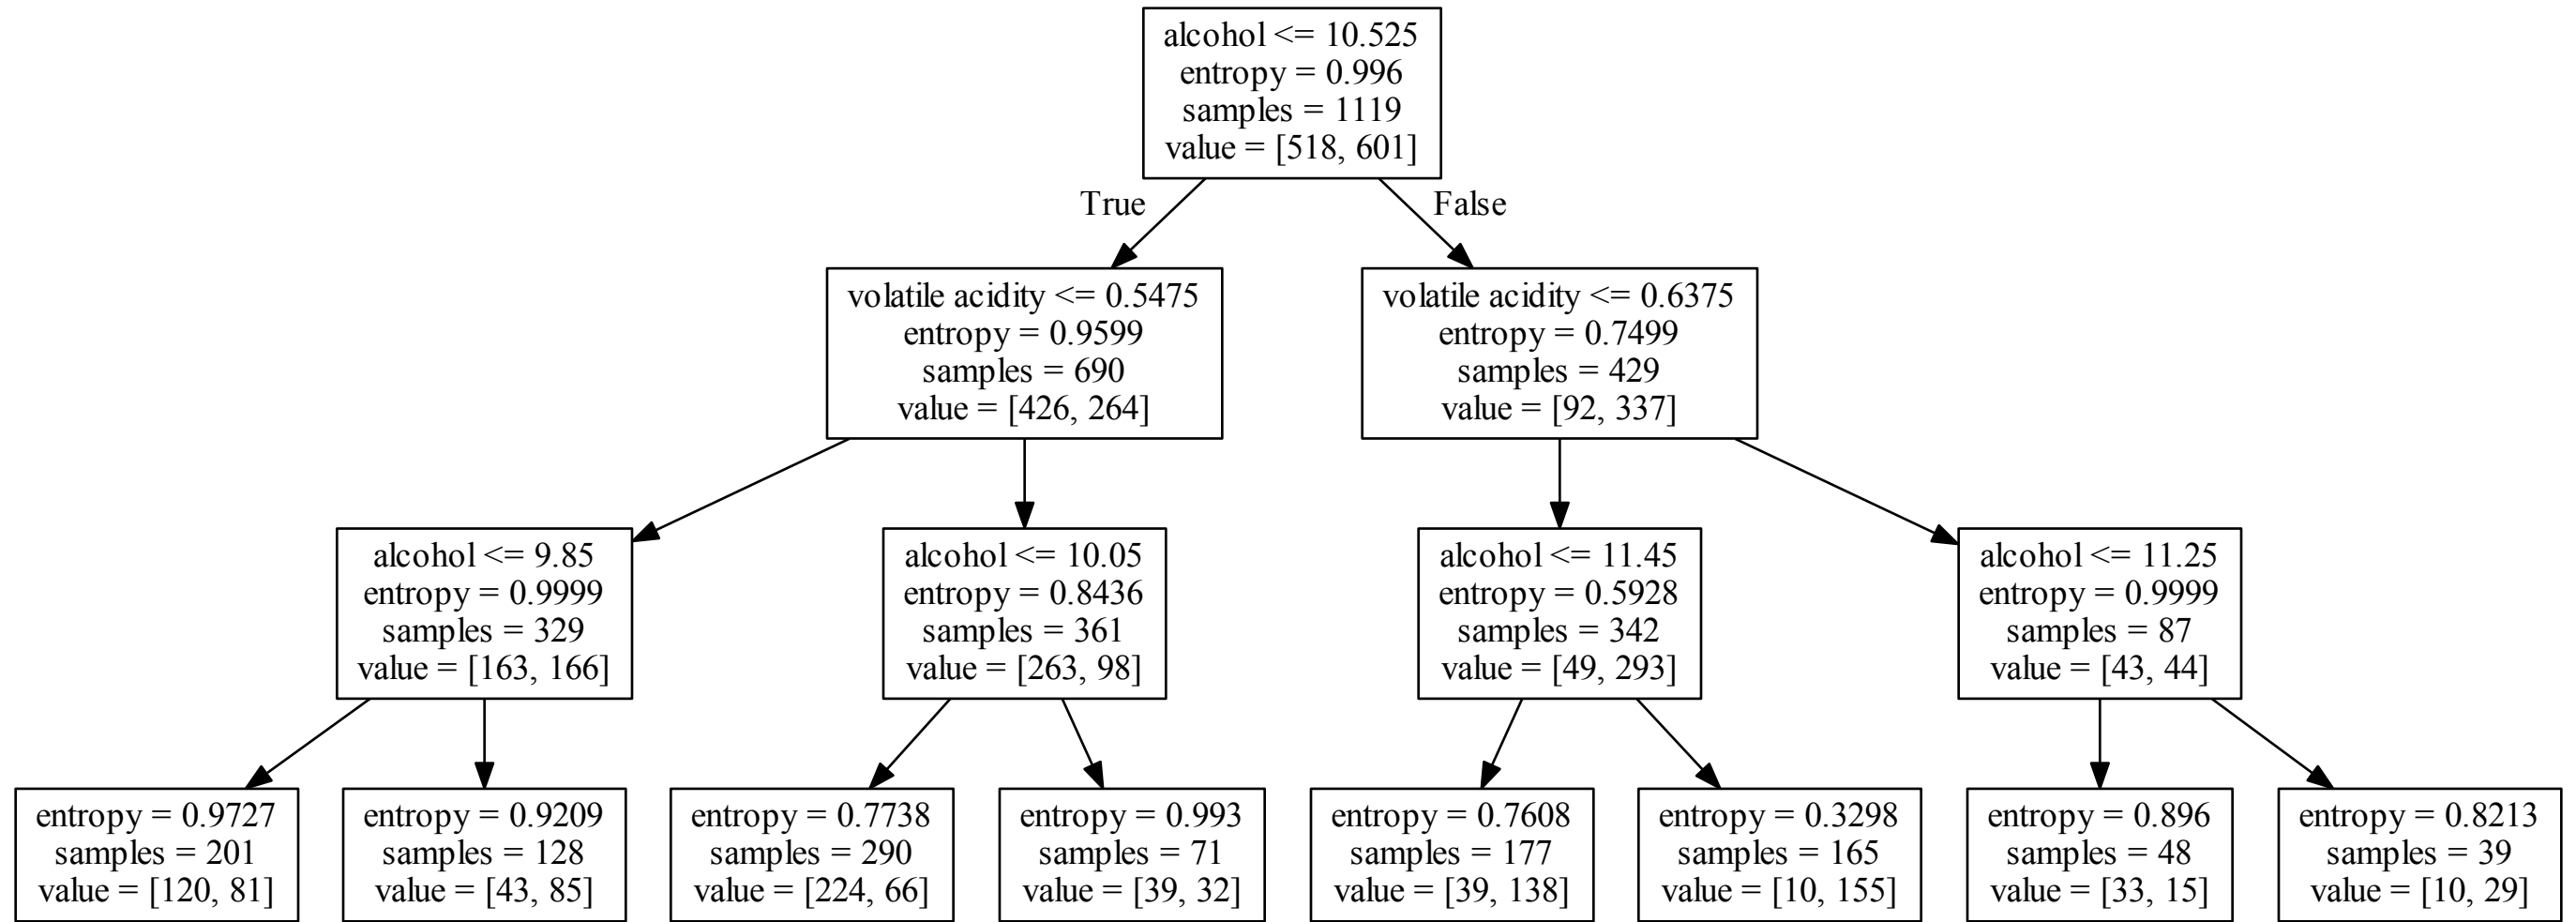 alcohol <= 10.525
entropy = 0.996
samples = 1119
value = [518, 601]
True
False
volatile acidity <= 0.5475
entropy = 0.9599
samples = 690
value = [426, 264]
volatile acidity <= 0.6375
entropy = 0.7499
samples = 429
value = [92, 337]
alcohol <= 9.85
entropy = 0.9999
samples = 329
value = [163, 166]
alcohol <= 10.05
entropy = 0.8436
samples = 361
value = [263, 98]
alcohol <= 11.45
entropy = 0.5928
samples = 342
value = [49, 293]
alcohol <= 11.25
entropy = 0.9999
samples = 87
value = [43, 44]
entropy = 0.9727
samples = 201
value = [120, 81]
entropy = 0.9209
samples = 128
value = [43, 85]
entropy = 0.7738
samples = 290
value = [224, 66]
entropy = 0.993
samples = 71
value = [39, 32]
entropy = 0.7608
samples = 177
value = [39, 138]
entropy = 0.3298
samples = 165
value = [10, 155]
entropy = 0.896
samples = 48
value = [33, 15]
entropy = 0.8213
samples = 39
value = [10, 29]